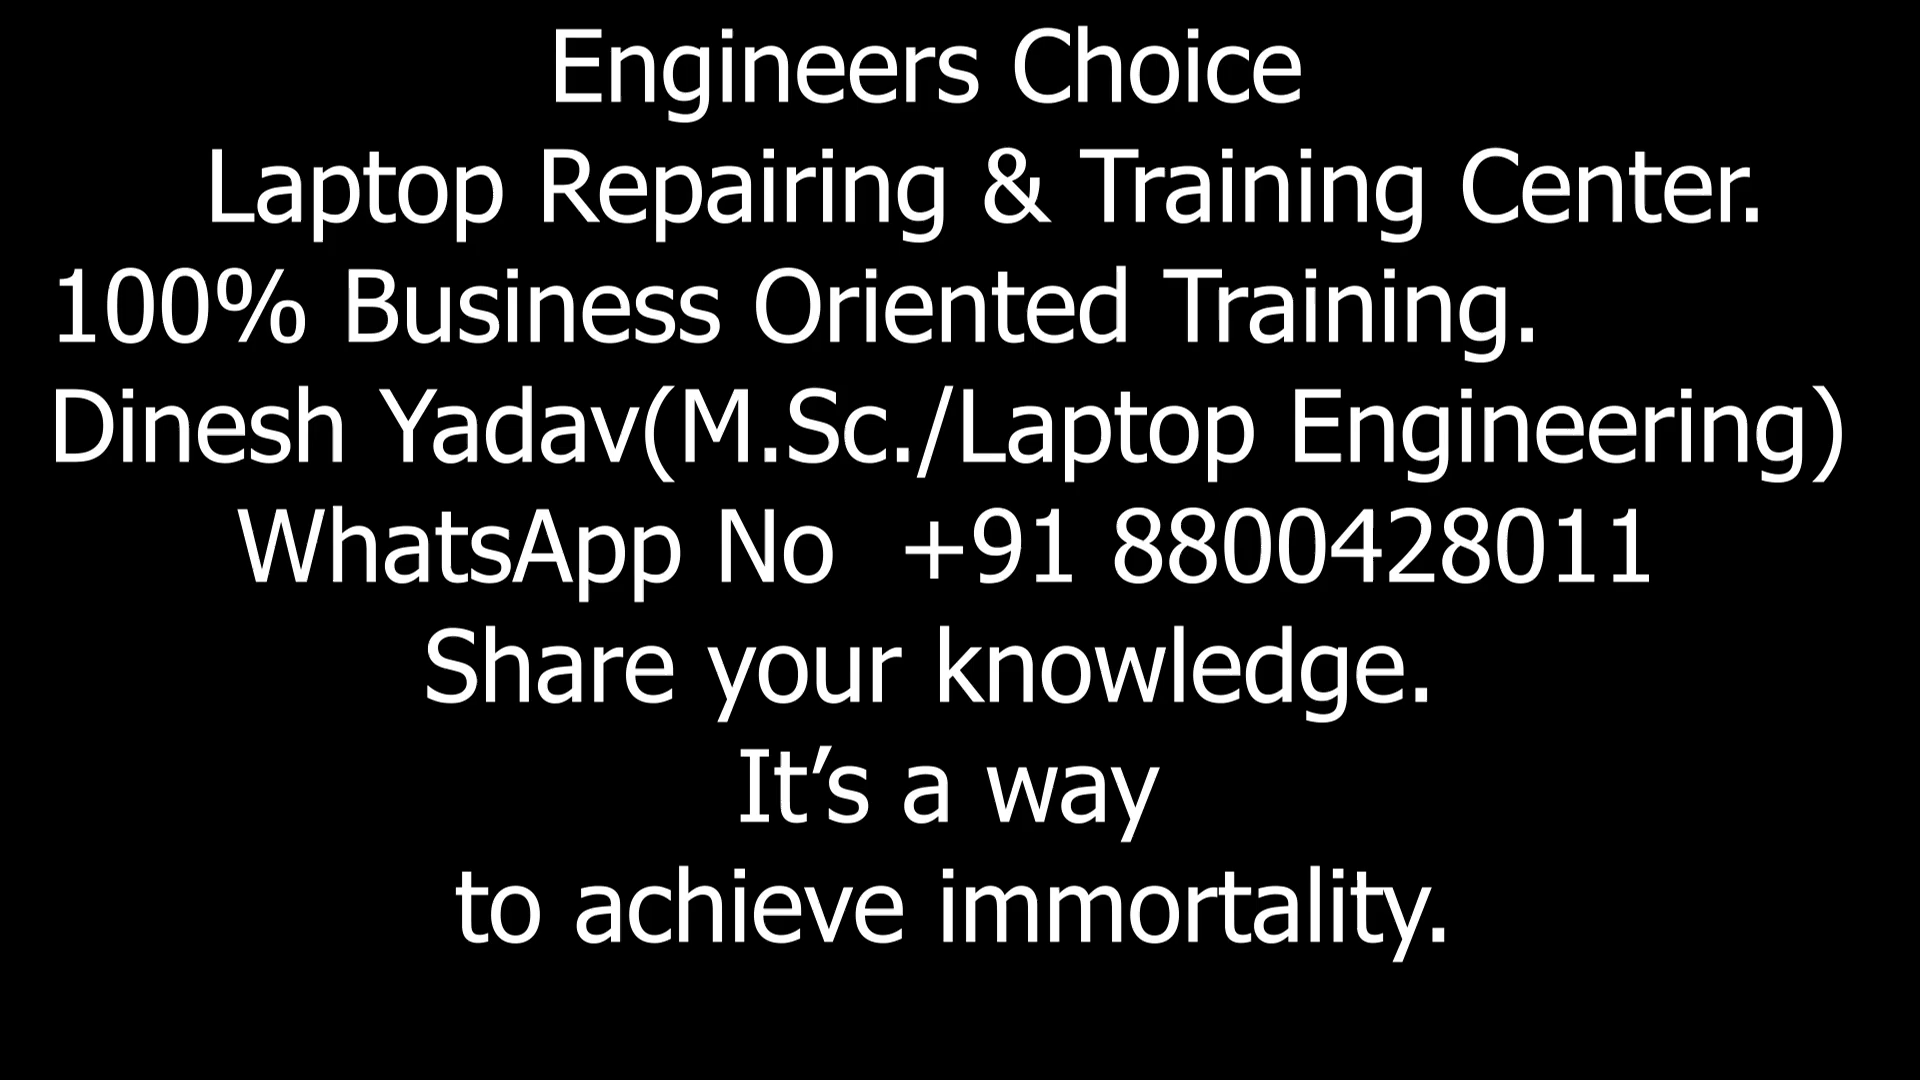 Engineers Choice
Laptop Repairing & Training Center.
100% Business Oriented Training.
Dinesh Yadav(M.Sc./Laptop Engineering)
WhatsApp No  +91 8800428011
Share your knowledge.
It’s a way
to achieve immortality.